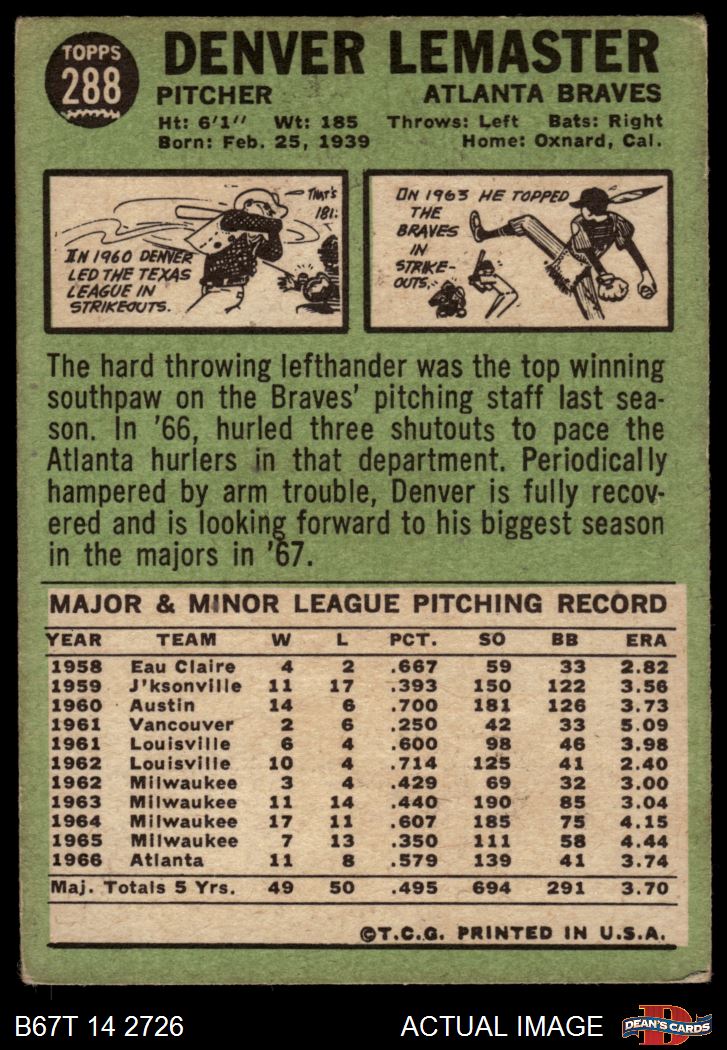 TOPPS
288
DENVER LEMASTER
PITCHER ATLANTA BRAVES
Ht: 6'1" Wt: 185 Throws: Left Bats: Right
Born: Feb. 25, 1939 Home: Oxnard, Cal.
THAT'S
181.
IN 1960 DENVER
LED THE TEXAS
LEAGUE IN
STRIKEOUTS.
IN 1963 HE TOPPED
THE
BRAVES
IN
STRIKE-
OUTS.
The hard throwing lefthander was the top winning
southpaw on the Braves' pitching staff last sea-
son. In '66, hurled three shutouts to pace the
Atlanta hurlers in that department. Periodically
hampered by arm trouble, Denver is fully recov-
ered and is looking forward to his biggest season
in the majors in '67.
MAJOR & MINOR LEAGUE PITCHING RECORD
YEAR TEAM W L PCT. SO BB ERA
1958 Eau Claire 4 2 .667 59 33 2.82
1959 J'ksonville 11 17 .393 150 122 3.56
1960 Austin 14 6 .700 181 126 3.73
1961 Vancouver 2 6 .250 42 33 5.09
1961 Louisville 6 4 .600 98 46 3.98
1962 Louisville 10 4 .714 125 41 2.40
1962 Milwaukee 3 4 .429 69 32 3.00
1963 Milwaukee 11 14 .440 190 85 3.04
1964 Milwaukee 17 11 .607 185 75 4.15
1965 Milwaukee 7 13 .350 111 58 4.44
1966 Atlanta 11 8 .579 139 41 3.74
Maj. Totals 5 Yrs. 49 50 .495 694 291 3.70
©T.C.G. PRINTED IN U.S.A.
B67T 14 2726 ACTUAL IMAGE
D
DEAN'S CARDS